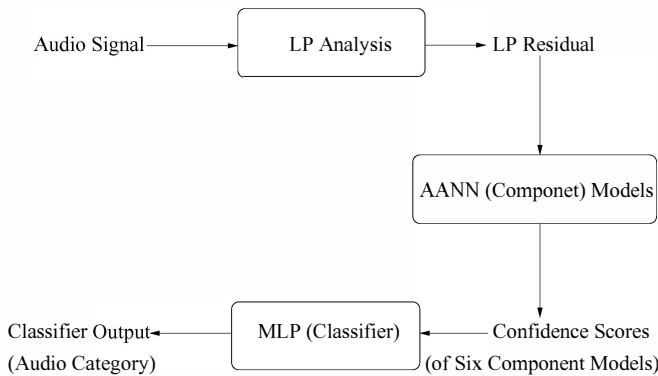 Audio Signal
LP Analysis
LP Residual
AANN (Componet) Models
Confidence Scores
(of Six Component Models)
MLP (Classifier)
Classifier Output
(Audio Category)